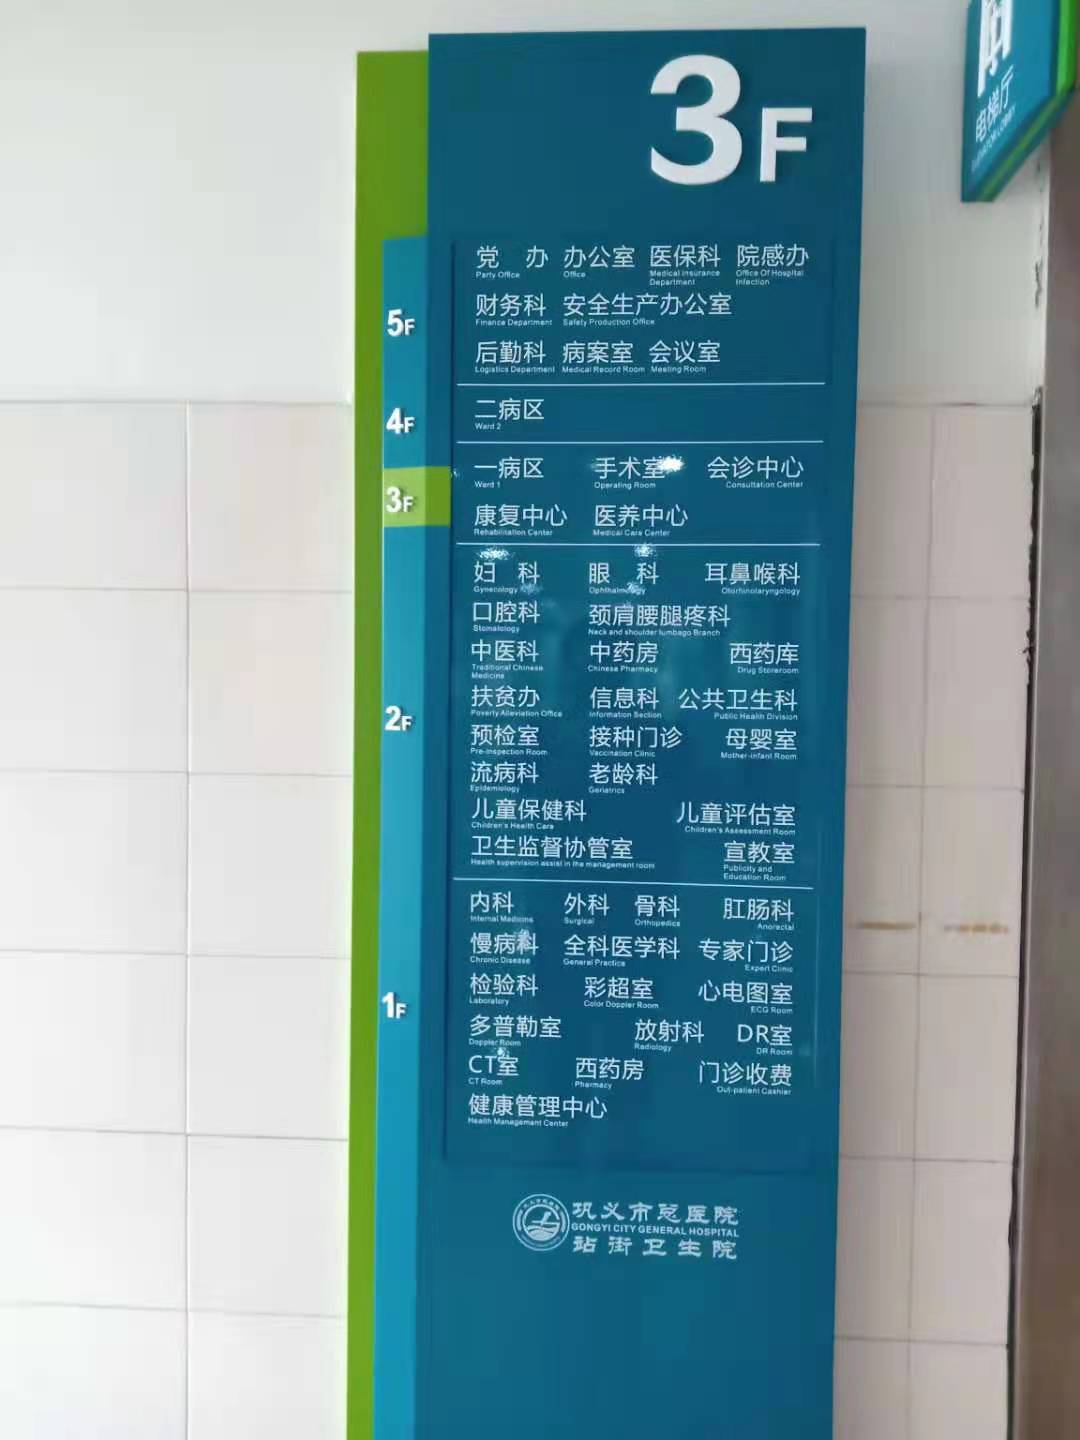 3F
厕
电梯厅
ELEVATOR LOBBY
5F
党 办 办公室 医保科 院感办
Party Office Office Medical Insurance Department Office Of Hospital Infection
财务科 安全生产办公室
Finance Department Safety Production Office
后勤科 病案室 会议室
Logistics Department Medical Record Room Meeting Room
4F
二病区
Ward 2
3F
一病区 手术室 会诊中心
Ward 1 Operating Room Consultation Center
康复中心 医养中心
Rehabilitation Center Medical Care Center
2F
妇 科 眼 科 耳鼻喉科
Gynecology Ophthalmology Otorhinolaryngology
口腔科 颈肩腰腿疼科
Stomatology Neck and shoulder lumbago Branch
中医科 中药房 西药库
Traditional Chinese Medicine Chinese Pharmacy Drug Storeroom
扶贫办 信息科 公共卫生科
Poverty Alleviation Office Information Section Public Health Division
预检室 接种门诊 母婴室
Pre-inspection Room Vaccination Clinic Mother-infant Room
流病科 老龄科
Epidemiology Geriatrics
儿童保健科 儿童评估室
Children's Health Care Children's Assessment Room
卫生监督协管室 宣教室
Health supervision assist in the management room Publicity and Education Room
1F
内科 外科 骨科 肛肠科
Internal Medicine Surgical Orthopedics Anorectal
慢病科 全科医学科 专家门诊
Chronic Disease General Practice Expert Clinic
检验科 彩超室 心电图室
Laboratory Color Doppler Room ECG Room
多普勒室 放射科 DR室
Doppler Room Radiology DR Room
CT室 西药房 门诊收费
CT Room Pharmacy Out-patient Cashier
健康管理中心
Health Management Center
巩义市总医院
GONGYI CITY GENERAL HOSPITAL
站街卫生院